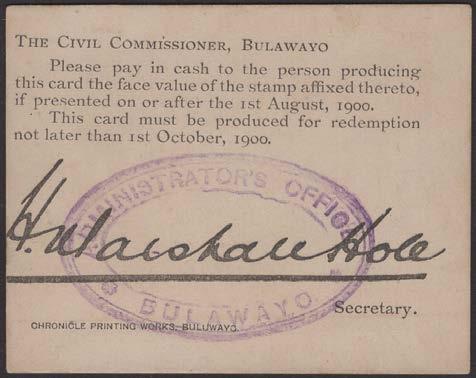 THE CIVIL COMMISSIONER, BULAWAYO
Please pay in cash to the person producing
this card the face value of the stamp affixed thereto,
if presented on or after the 1st August, 1900.
This card must be produced for redemption
not later than 1st October, 1900.
ADMINISTRATOR'S OFFICE
H. Marshall Hole
BULAWAYO
Secretary.
CHRONICLE PRINTING WORKS, BULUWAYO.